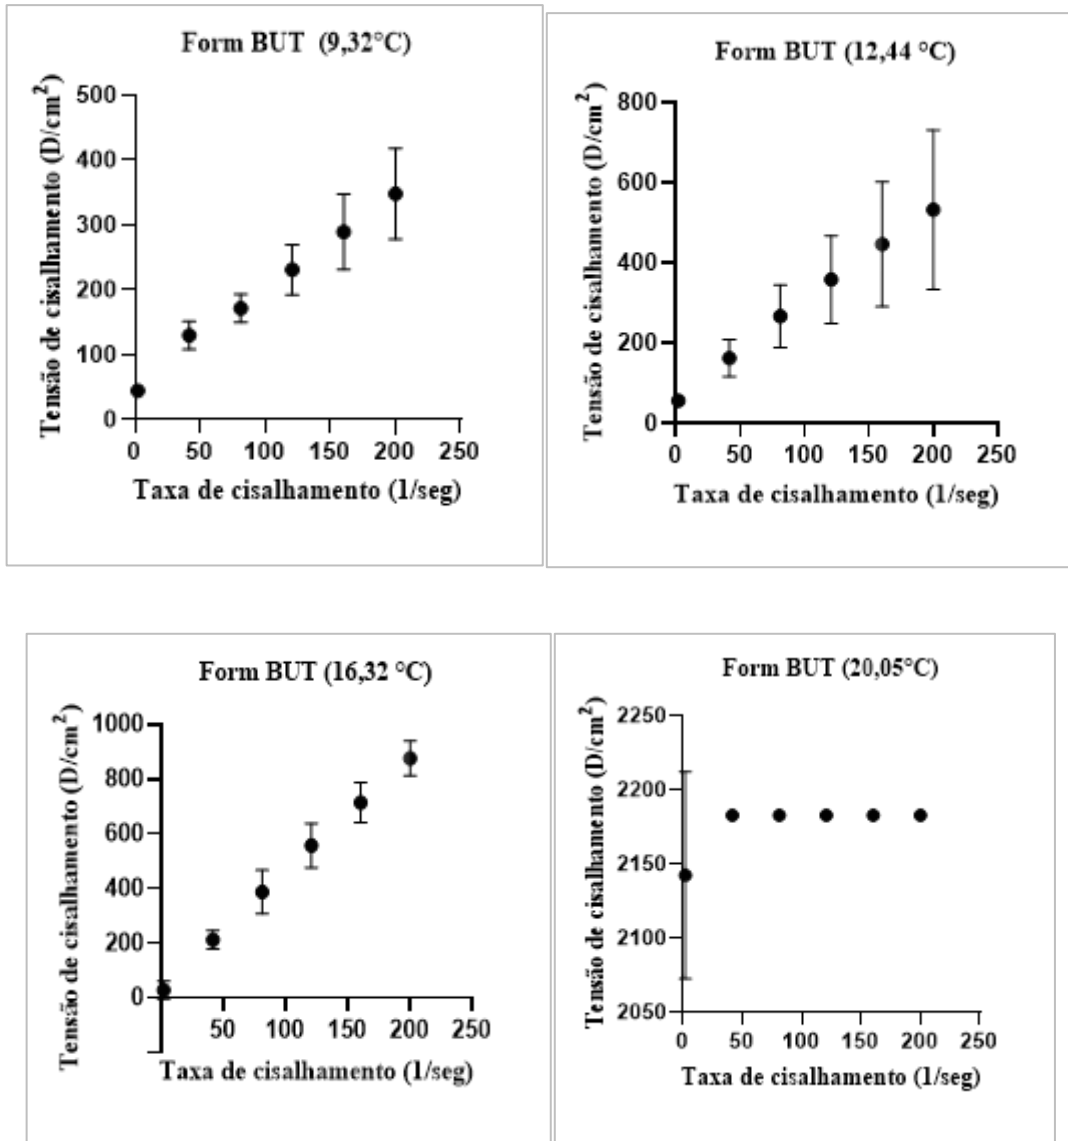 Form BUT (9,32°C)
Tensão de cisalhamento (D/cm²)
500
400
300
200
100
0
0 50 100 150 200 250
Taxa de cisalhamento (1/seg)
Form BUT (12,44 °C)
Tensão de cisalhamento (D/cm²)
800
600
400
200
0
0 50 100 150 200 250
Taxa de cisalhamento (1/seg)
Form BUT (16,32 °C)
Tensão de cisalhamento (D/cm²)
1000
800
600
400
200
0
50 100 150 200 250
Taxa de cisalhamento (1/seg)
Form BUT (20,05°C)
Tensão de cisalhamento (D/cm²)
2250
2200
2150
2100
2050
0 50 100 150 200 250
Taxa de cisalhamento (1/seg)